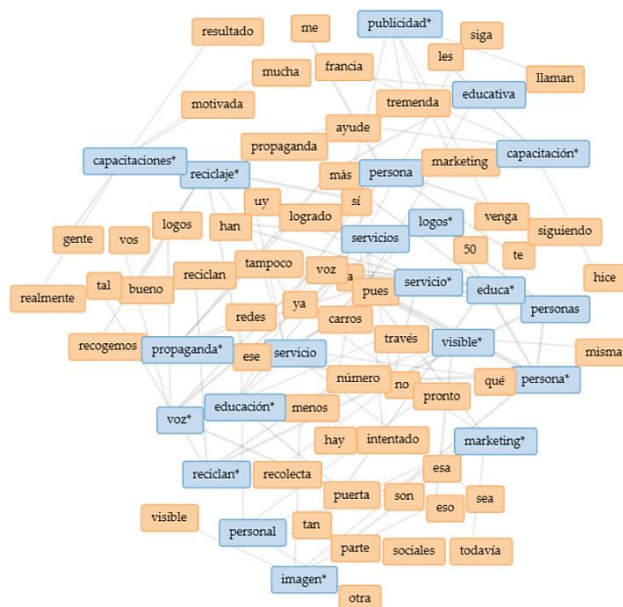 publicidad*
resultado
me
siga
les
mucha
francia
llaman
educativa
motivada
tremenda
ayude
propaganda
capacitación*
capacitaciones*
marketing
reciclaje*
más
persona
uy
sí
logrado
logos
logos*
venga
han
siguiendo
vos
servicios
gente
50
te
tampoco
voz
a
reciclan
servicio*
hice
tal
bueno
pues
educa*
realmente
ya
personas
redes
carros
través
visible*
recogemos
propaganda*
ese
servicio
misma
número
no
qué
persona*
pronto
voz*
educación*
menos
hay
intentado
marketing*
esa
reciclan*
recolecta
puerta
son
sea
eso
visible
personal
tan
parte
sociales
todavía
imagen*
otra